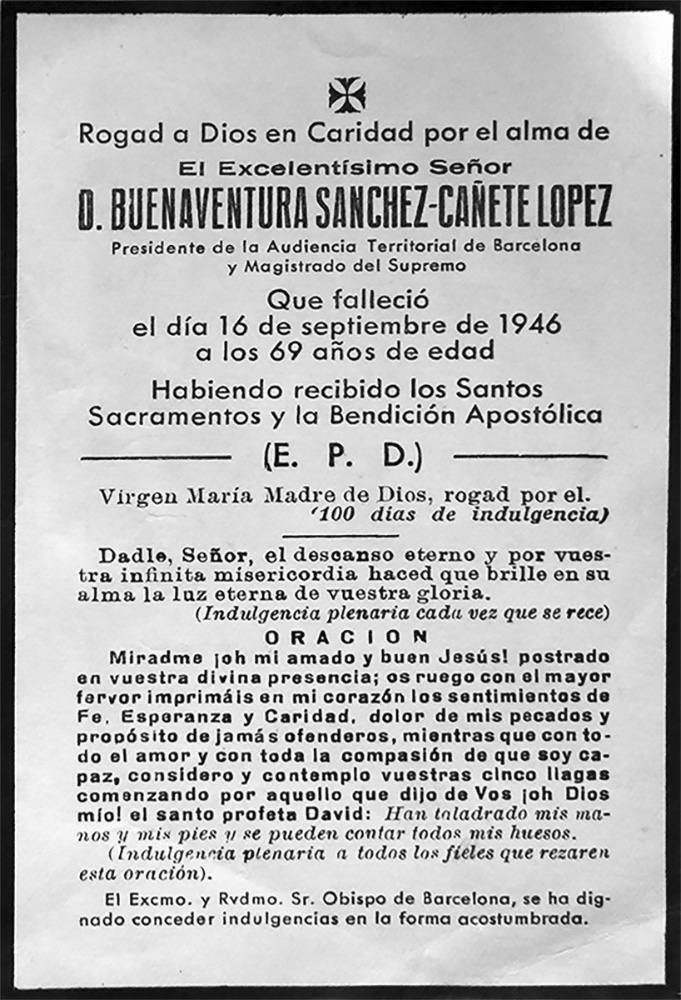 Rogad a Dios en Caridad por el alma de
El Excelentísimo Señor
D. BUENAVENTURA SANCHEZ-CAÑETE LOPEZ
Presidente de la Audiencia Territorial de Barcelona
y Magistrado del Supremo
Que falleció
el día 16 de septiembre de 1946
a los 69 años de edad
Habiendo recibido los Santos
Sacramentos y la Bendición Apostólica
(E. P. D.)
Virgen María Madre de Dios, rogad por el.
(100 días de indulgencia)
Dadle, Señor, el descanso eterno y por vues-
tra infinita misericordia haced que brille en su
alma la luz eterna de vuestra gloria.
(Indulgencia plenaria cada vez que se rece)
ORACION
Miradme ¡oh mi amado y buen Jesús! postrado
en vuestra divina presencia; os ruego con el mayor
fervor imprimáis en mi corazón los sentimientos de
Fe, Esperanza y Caridad, dolor de mis pecados y
propósito de jamás ofenderos, mientras que con to-
do el amor y con toda la compasión de que soy ca-
paz, considero y contemplo vuestras cinco llagas
comenzando por aquello que dijo de Vos ¡oh Dios
mío! el santo profeta David: Han taladrado mis ma-
nos y mis pies y se pueden contar todos mis huesos.
(Indulgencia plenaria a todos los fieles que rezaren
esta oración).
El Excmo. y Rvdmo. Sr. Obispo de Barcelona, se ha dig-
nado conceder indulgencias en la forma acostumbrada.